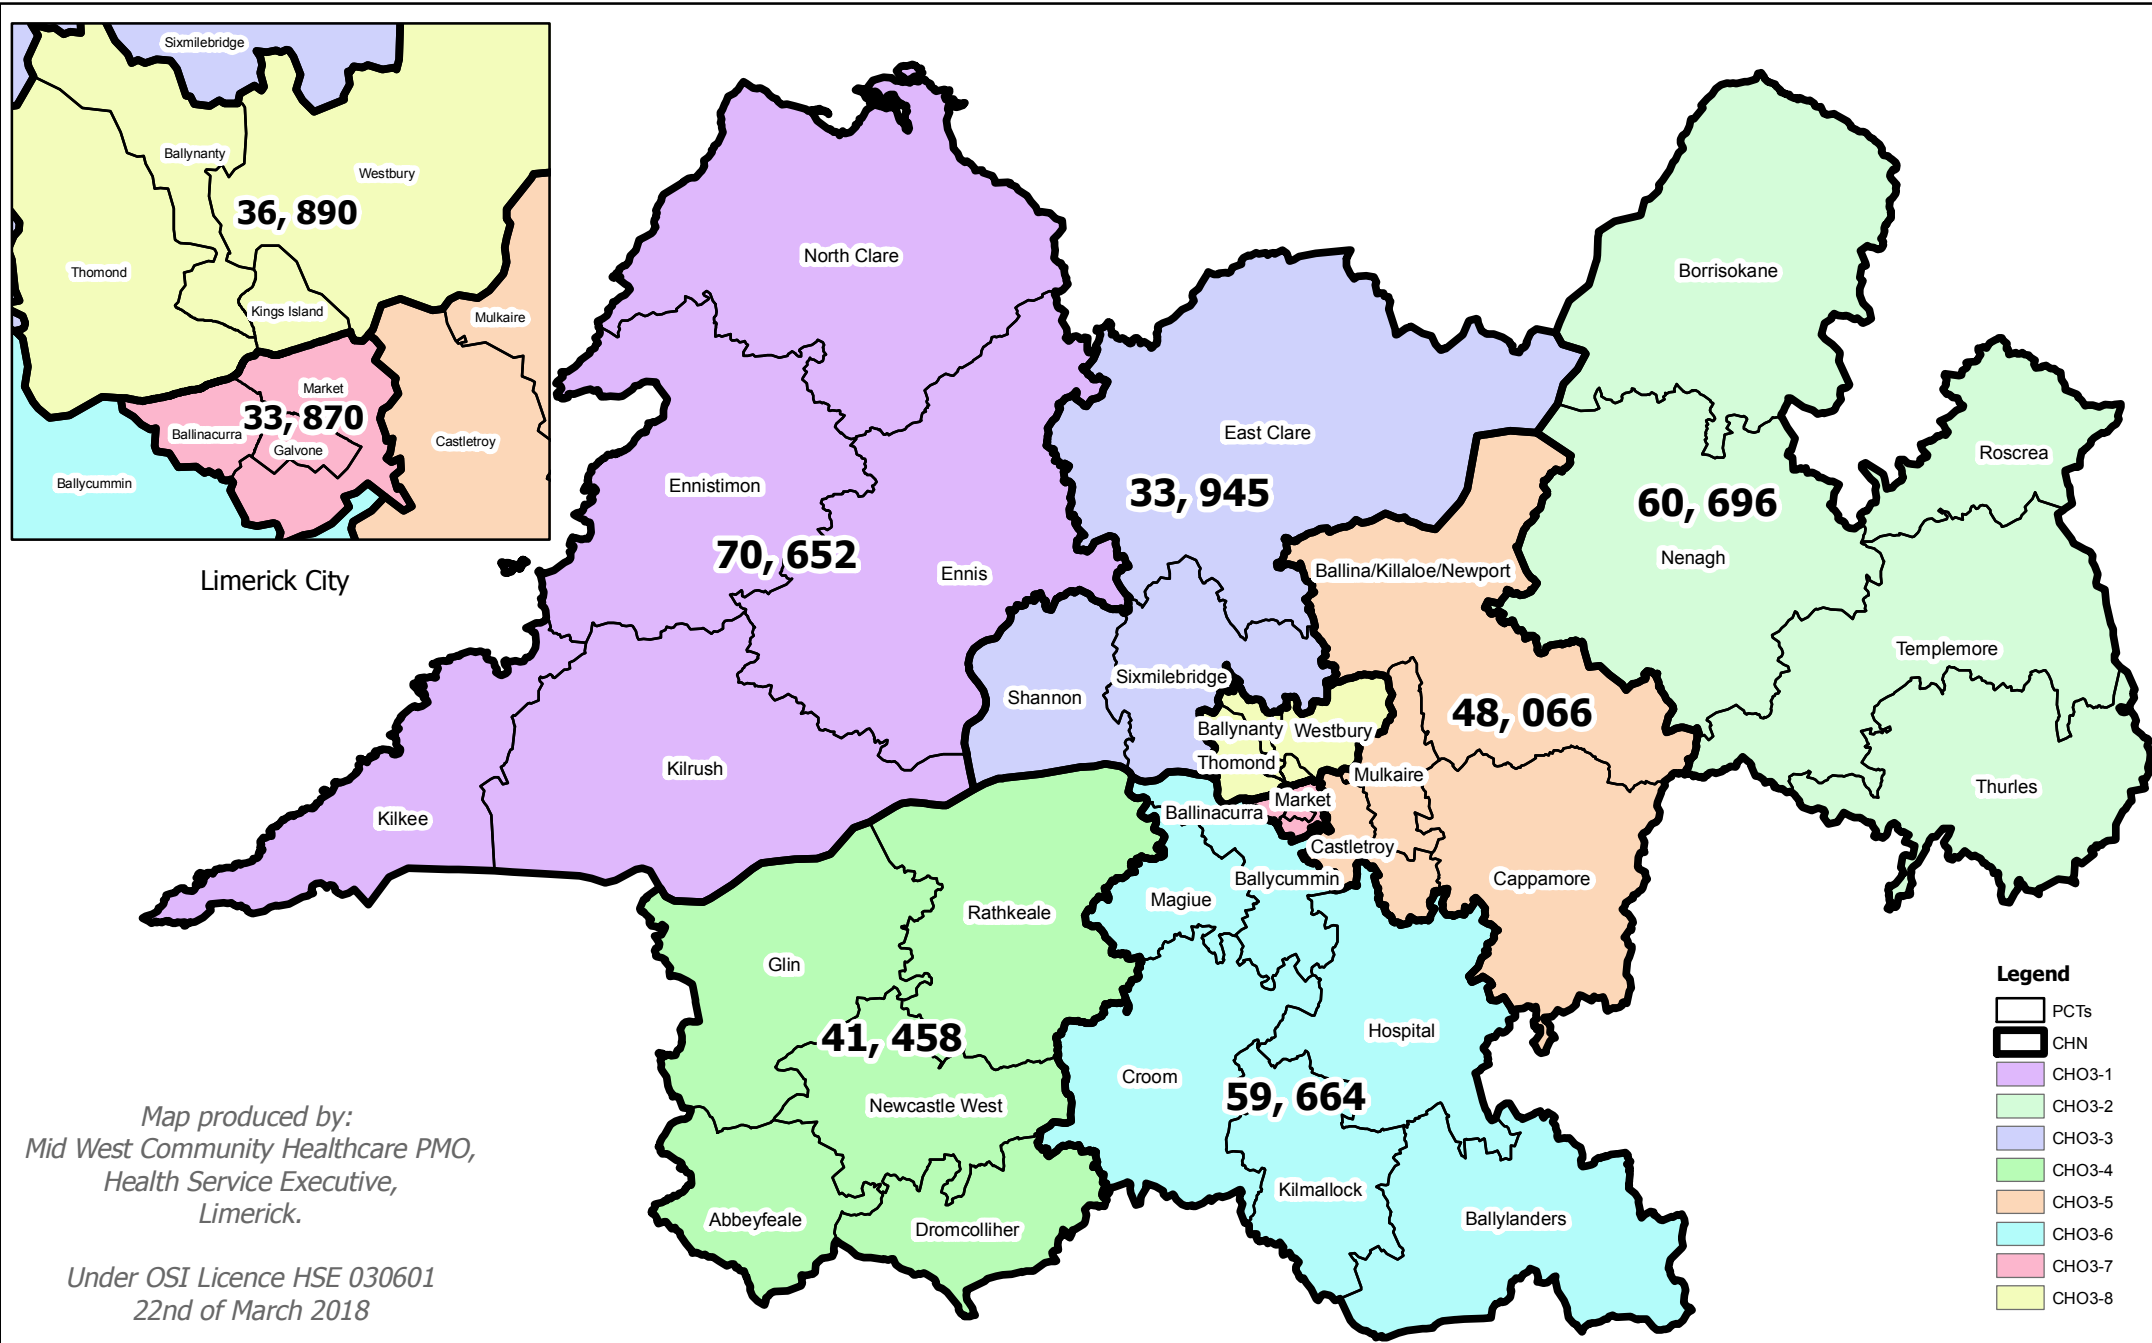 Sixmilebridge
Ballynanty
Westbury
36, 890
Thomond
Kings Island
Mulkaire
Market
33, 870
Ballinacurra
Galvone
Castletroy
Ballycummin
Limerick City
North Clare
Ennistimon
70, 652
Ennis
Kilrush
Kilkee
East Clare
33, 945
Shannon
Sixmilebridge
Borrisokane
Roscrea
60, 696
Nenagh
Templemore
Thurles
Ballina/Killaloe/Newport
48, 066
Ballynanty
Westbury
Thomond
Mulkaire
Market
Ballinacurra
Castletroy
Ballycummin
Cappamore
Magiue
Rathkeale
Glin
41, 458
Newcastle West
Abbeyfeale
Dromcolliher
Croom
Hospital
59, 664
Kilmallock
Ballylanders
Legend
PCTs
CHN
CHO3-1
CHO3-2
CHO3-3
CHO3-4
CHO3-5
CHO3-6
CHO3-7
CHO3-8
Map produced by:
Mid West Community Healthcare PMO,
Health Service Executive,
Limerick.
Under OSI Licence HSE 030601
22nd of March 2018